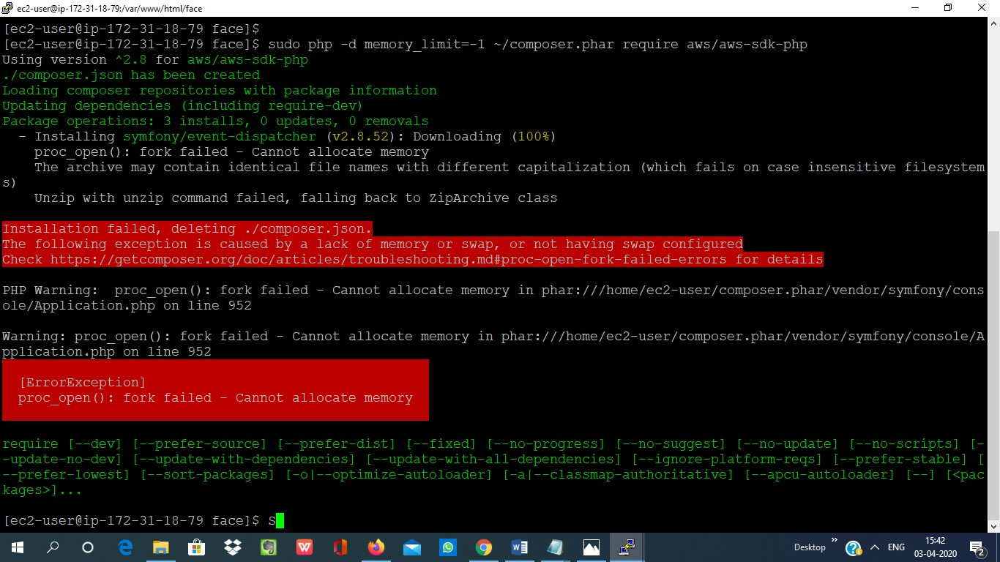 ec2-user@ip-172-31-18-79:/var/www/html/face
[ec2-user@ip-172-31-18-79 face]$
[ec2-user@ip-172-31-18-79 face]$ sudo php -d memory_limit=-1 ~/composer.phar require aws/aws-sdk-php
Using version ^2.8 for aws/aws-sdk-php
./composer.json has been created
Loading composer repositories with package information
Updating dependencies (including require-dev)
Package operations: 3 installs, 0 updates, 0 removals
  - Installing symfony/event-dispatcher (v2.8.52): Downloading (100%)
    proc_open(): fork failed - Cannot allocate memory
    The archive may contain identical file names with different capitalization (which fails on case insensitive filesystem
s)
    Unzip with unzip command failed, falling back to ZipArchive class
Installation failed, deleting ./composer.json.
The following exception is caused by a lack of memory or swap, or not having swap configured
Check https://getcomposer.org/doc/articles/troubleshooting.md#proc-open-fork-failed-errors for details
PHP Warning:  proc_open(): fork failed - Cannot allocate memory in phar:///home/ec2-user/composer.phar/vendor/symfony/cons
ole/Application.php on line 952
Warning: proc_open(): fork failed - Cannot allocate memory in phar:///home/ec2-user/composer.phar/vendor/symfony/console/A
pplication.php on line 952
  [ErrorException]
  proc_open(): fork failed - Cannot allocate memory
require [--dev] [--prefer-source] [--prefer-dist] [--fixed] [--no-progress] [--no-suggest] [--no-update] [--no-scripts] [-
-update-no-dev] [--update-with-dependencies] [--update-with-all-dependencies] [--ignore-platform-reqs] [--prefer-stable] [
--prefer-lowest] [--sort-packages] [-o|--optimize-autoloader] [-a|--classmap-authoritative] [--apcu-autoloader] [--] [<pac
kages>]...
[ec2-user@ip-172-31-18-79 face]$ S
Desktop » ENG 15:42
03-04-2020 2